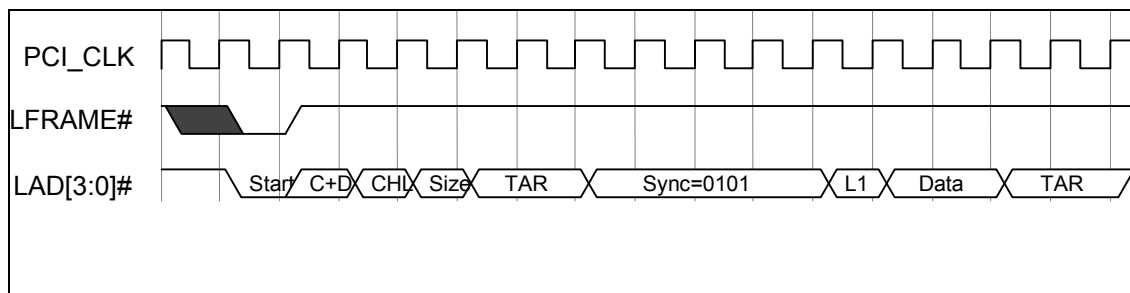 PCI_CLK
LFRAME#
LAD[3:0]# Start C+D CHL Size TAR Sync=0101 L1 Data TAR